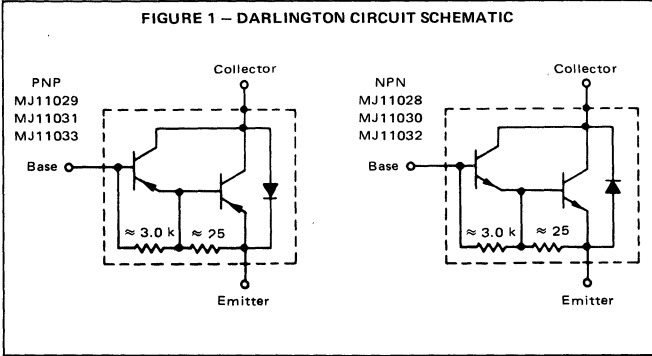 FIGURE 1 – DARLINGTON CIRCUIT SCHEMATIC
PNP
MJ11029
MJ11031
MJ11033
Collector
Base
≈ 3.0 k
≈ 25
Emitter
NPN
MJ11028
MJ11030
MJ11032
Collector
Base
≈ 3.0 k
≈ 25
Emitter